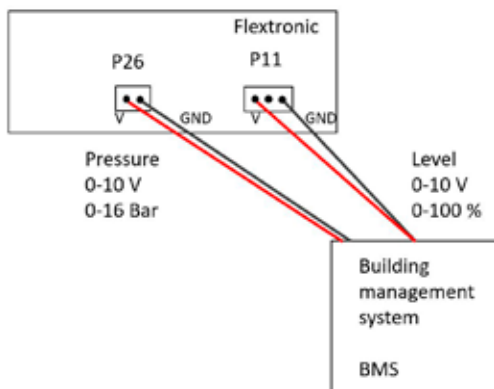 Flextronic
P26
P11
V
GND
V
GND
Pressure
0-10 V
0-16 Bar
Level
0-10 V
0-100 %
Building
management
system
BMS